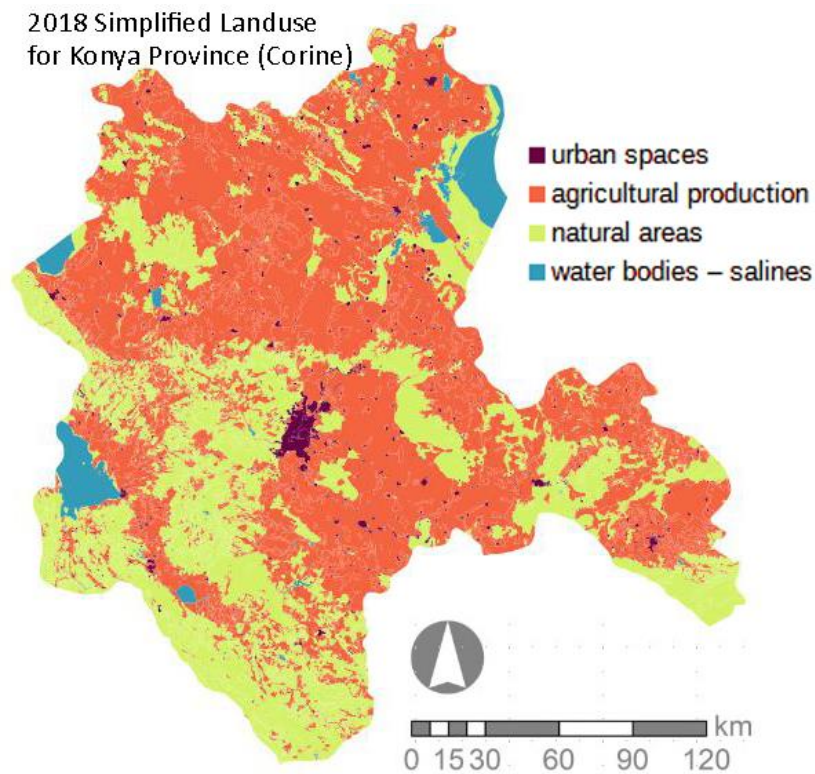 2018 Simplified Landuse
for Konya Province (Corine)
urban spaces
agricultural production
natural areas
water bodies – salines
km
0 15 30 60 90 120